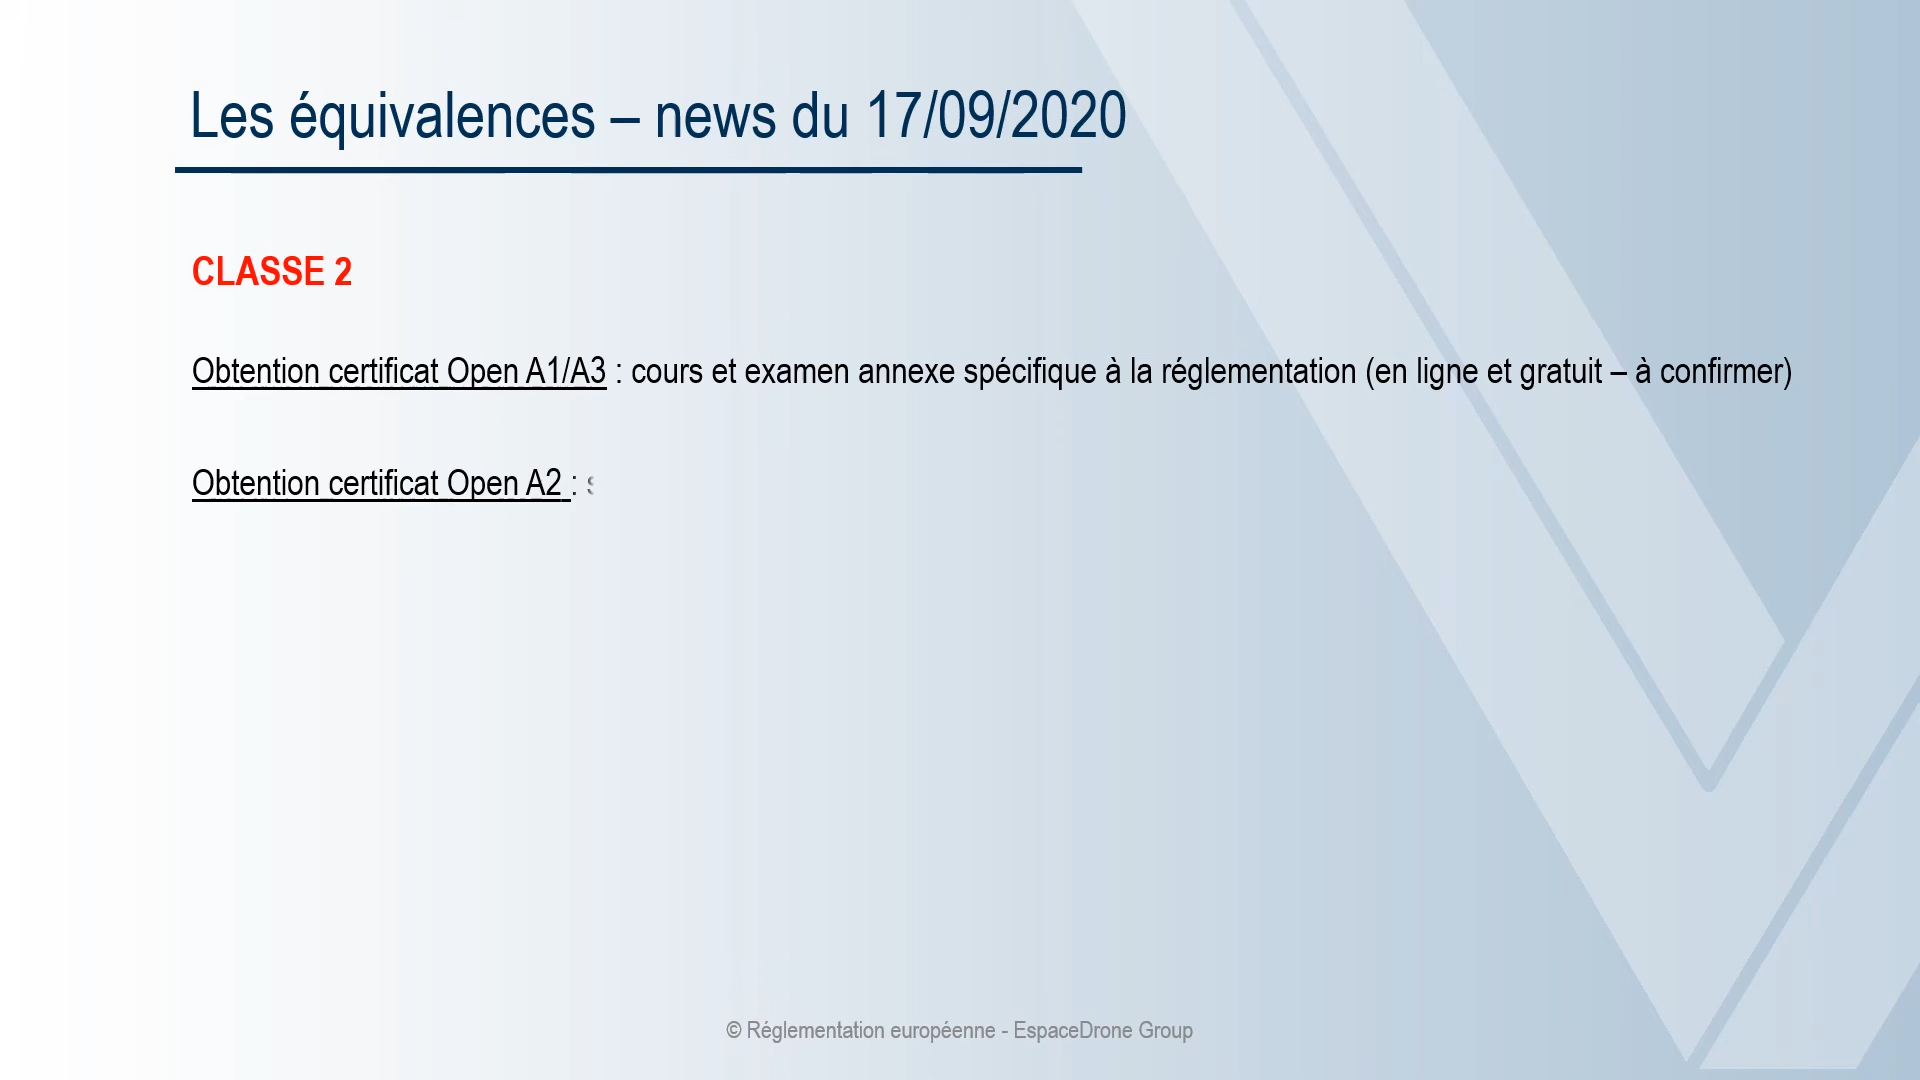 Les équivalences – news du 17/09/2020
CLASSE 2
Obtention certificat Open A1/A3 : cours et examen annexe spécifique à la réglementation (en ligne et gratuit – à confirmer)
Obtention certificat Open A2 :
© Réglementation européenne - EspaceDrone Group